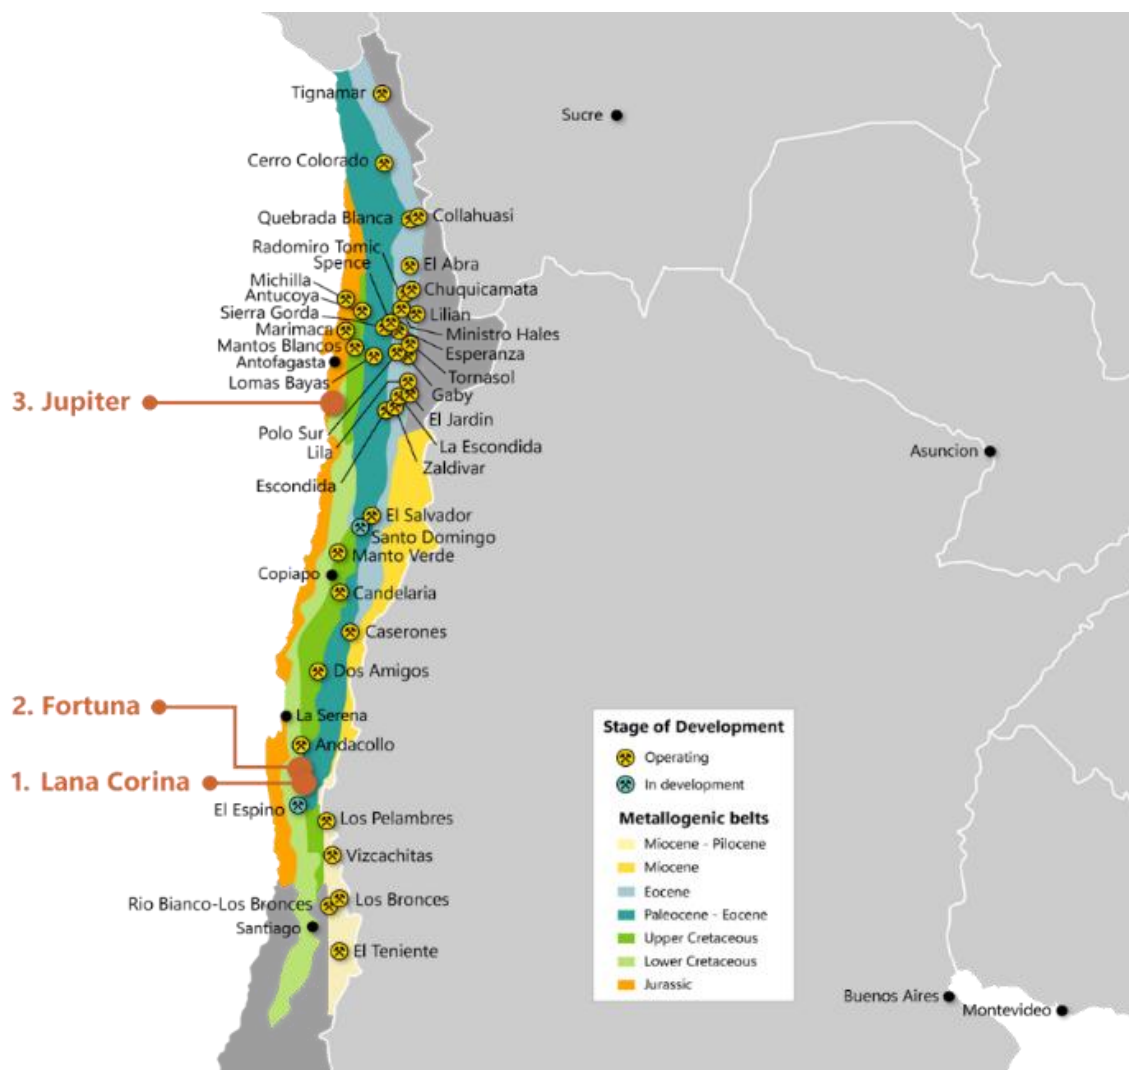 Tignamar
Sucre
Cerro Colorado
Quebrada Blanca
Collahuasi
Radomiro Tomic
Spence
El Abra
Michilla
Chuquicamata
Antucoya
Sierra Gorda
Lilian
Marimaca
Ministro Hales
Mantos Blancos
Esperanza
Antofagasta
Tornasol
Lomas Bayas
3. Jupiter
Gaby
El Jardin
Polo Sur
La Escondida
Lila
Asuncion
Zaldivar
Escondida
El Salvador
Santo Domingo
Manto Verde
Copiapo
Candelaria
Caserones
Dos Amigos
2. Fortuna
La Serena
Andacollo
1. Lana Corina
El Espino
Los Pelambres
Vizcachitas
Rio Bianco-Los Bronces
Los Bronces
Santiago
El Teniente
Stage of Development
Operating
In development
Metallogenic belts
Miocene - Pilocene
Miocene
Eocene
Paleocene - Eocene
Upper Cretaceous
Lower Cretaceous
Jurassic
Buenos Aires
Montevideo